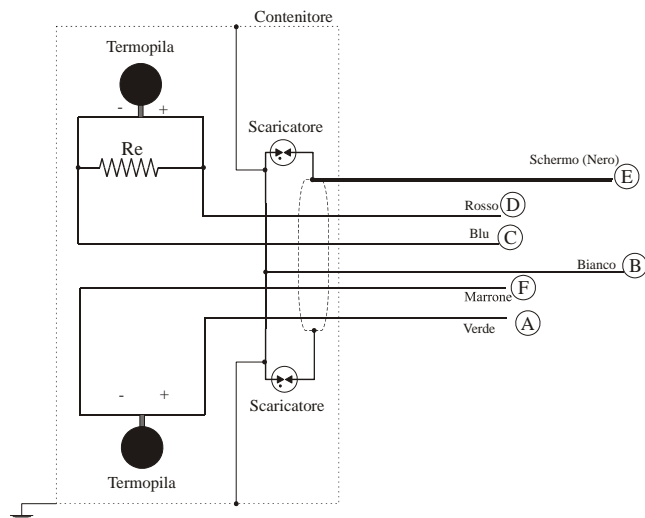 Contenitore
Termopila
- +
Re
Scaricatore
Schermo (Nero) E
Rosso D
Blu C
Bianco B
F
Marrone
Verde A
- +
Scaricatore
Termopila